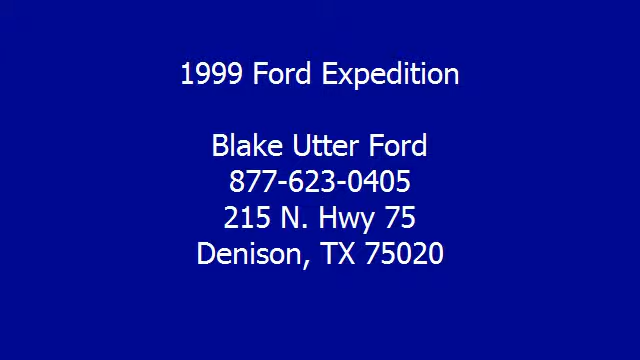 1999 Ford Expedition
Blake Utter Ford
877-623-0405
215 N. Hwy 75
Denison, TX 75020